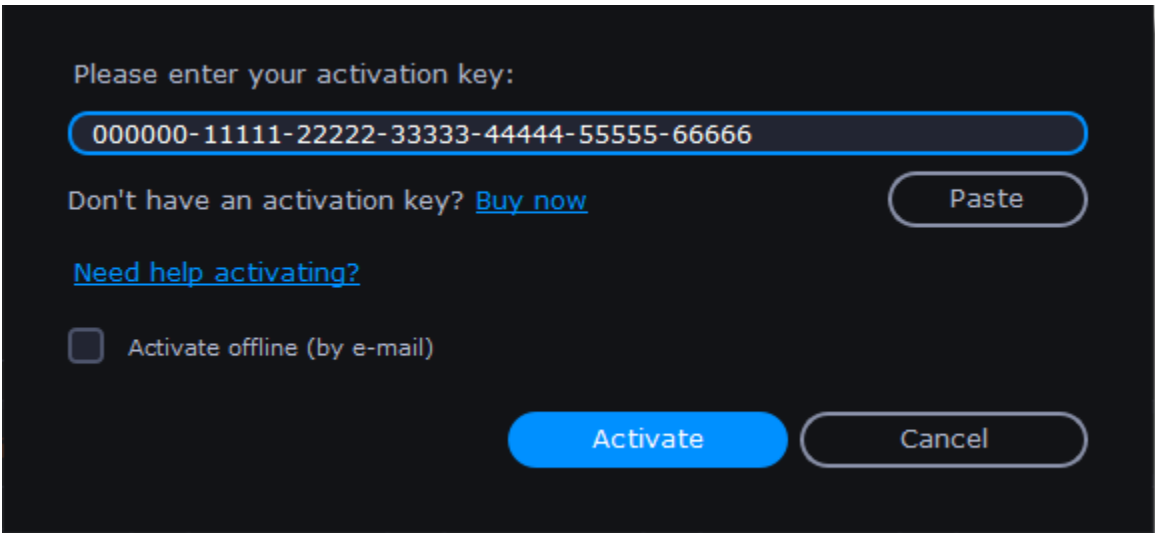 Please enter your activation key:
000000-11111-22222-33333-44444-55555-66666
Don't have an activation key? Buy now
Paste
Need help activating?
Activate offline (by e-mail)
Activate
Cancel